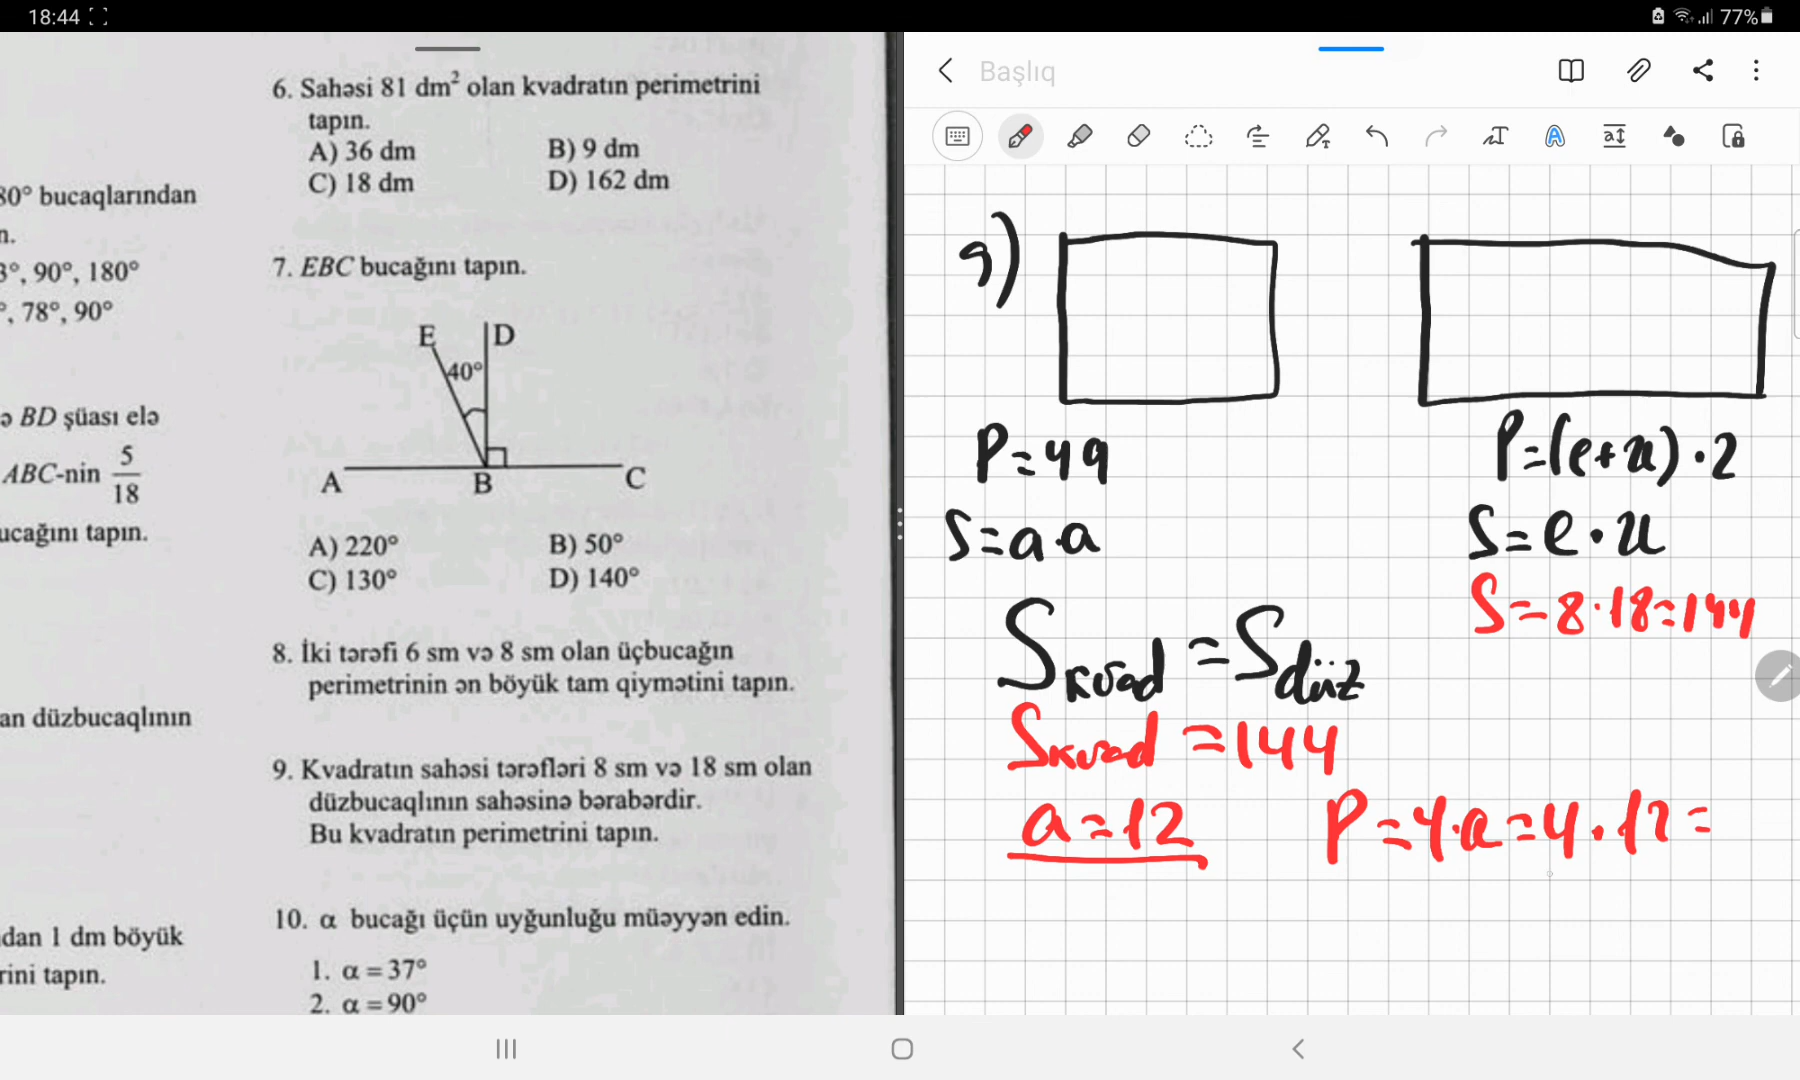 18:44
77%
80° bucaqlarından
n.
3°, 90°, 180°
°, 78°, 90°
ə BD şüası elə
ABC-nin 5/18
ucağını tapın.
an düzbucaqlının
dan 1 dm böyük
rini tapın.
6. Sahəsi 81 dm² olan kvadratın perimetrini
tapın.
A) 36 dm B) 9 dm
C) 18 dm D) 162 dm
7. EBC bucağını tapın.
E D
40°
A B C
A) 220° B) 50°
C) 130° D) 140°
8. İki tərəfi 6 sm və 8 sm olan üçbucağın
perimetrinin ən böyük tam qiymətini tapın.
9. Kvadratın sahəsi tərəfləri 8 sm və 18 sm olan
düzbucaqlının sahəsinə bərabərdir.
Bu kvadratın perimetrini tapın.
10. α bucağı üçün uyğunluğu müəyyən edin.
1. α = 37°
2. α = 90°
Başlıq
9)
P=4a
S=a·a
P=(e+u)·2
S=e·u
S=8·18=144
Skvad=Sdüz
Skvad=144
a=12 P=4·a=4·12=